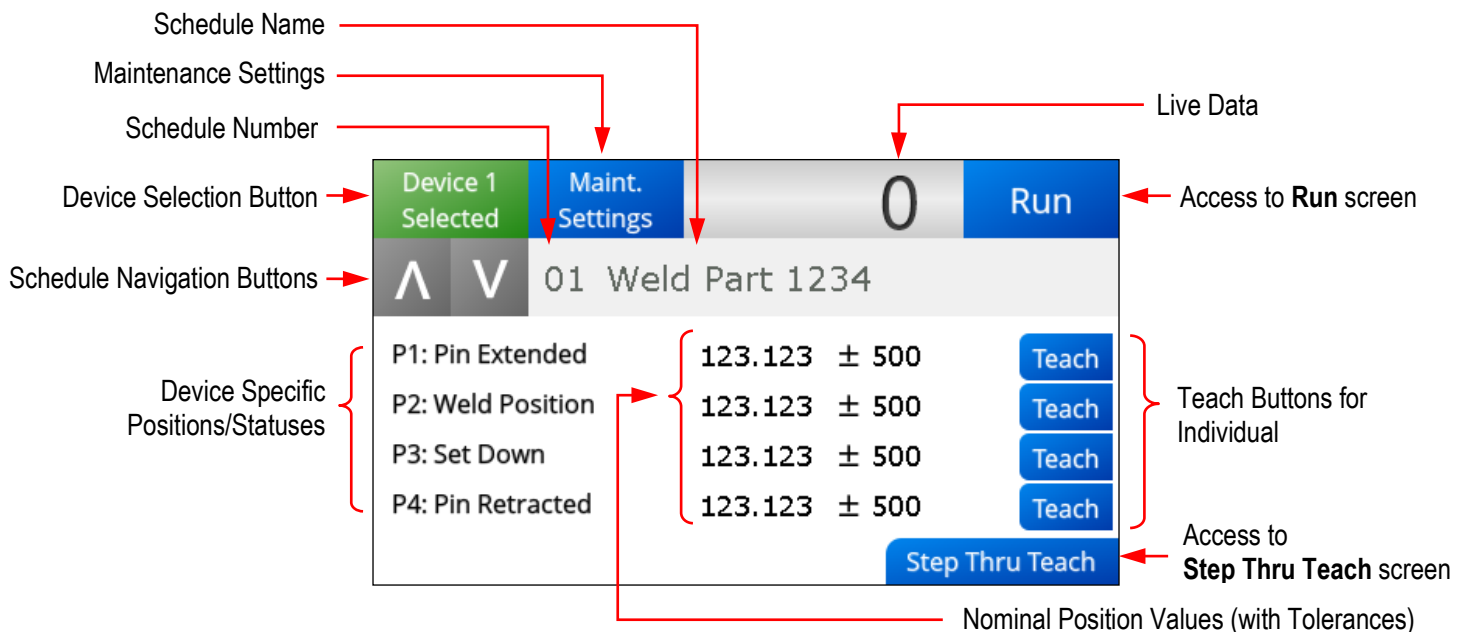 Schedule Name
Maintenance Settings
Schedule Number
Device Selection Button
Schedule Navigation Buttons
Device Specific
Positions/Statuses
Live Data
Access to Run screen
Device 1
Selected
Maint.
Settings
0
Run
Λ V 01 Weld Part 1234
P1: Pin Extended 123.123 ± 500 Teach
P2: Weld Position 123.123 ± 500 Teach
P3: Set Down 123.123 ± 500 Teach
P4: Pin Retracted 123.123 ± 500 Teach
Step Thru Teach
Teach Buttons for
Individual
Access to
Step Thru Teach screen
Nominal Position Values (with Tolerances)